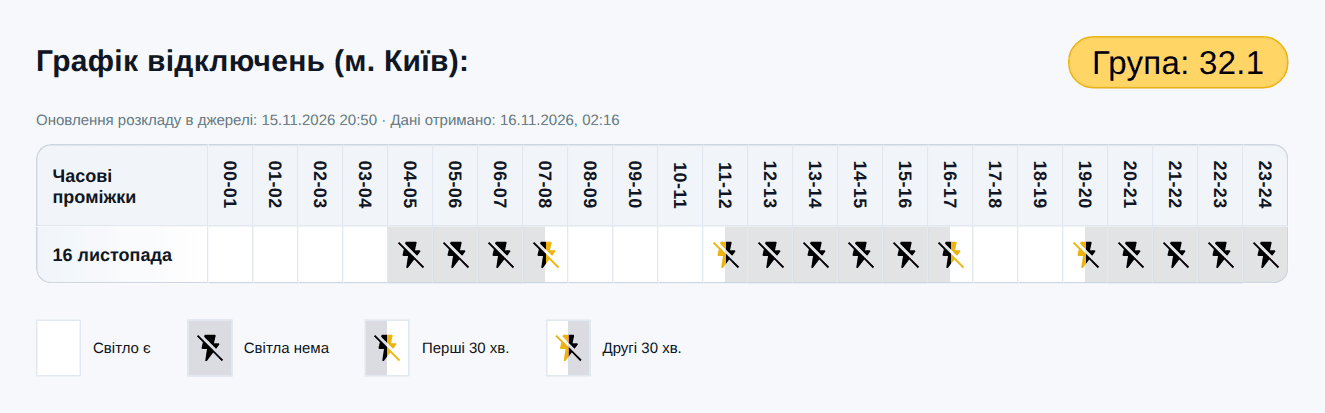 Графік відключень (м. Київ):
Група: 32.1
Оновлення розкладу в джерелі: 15.11.2026 20:50 · Дані отримано: 16.11.2026, 02:16
Часові проміжки 00-01 01-02 02-03 03-04 04-05 05-06 06-07 07-08 08-09 09-10 10-11 11-12 12-13 13-14 14-15 15-16 16-17 17-18 18-19 19-20 20-21 21-22 22-23 23-24
16 листопада
Світло є Світла нема Перші 30 хв. Другі 30 хв.